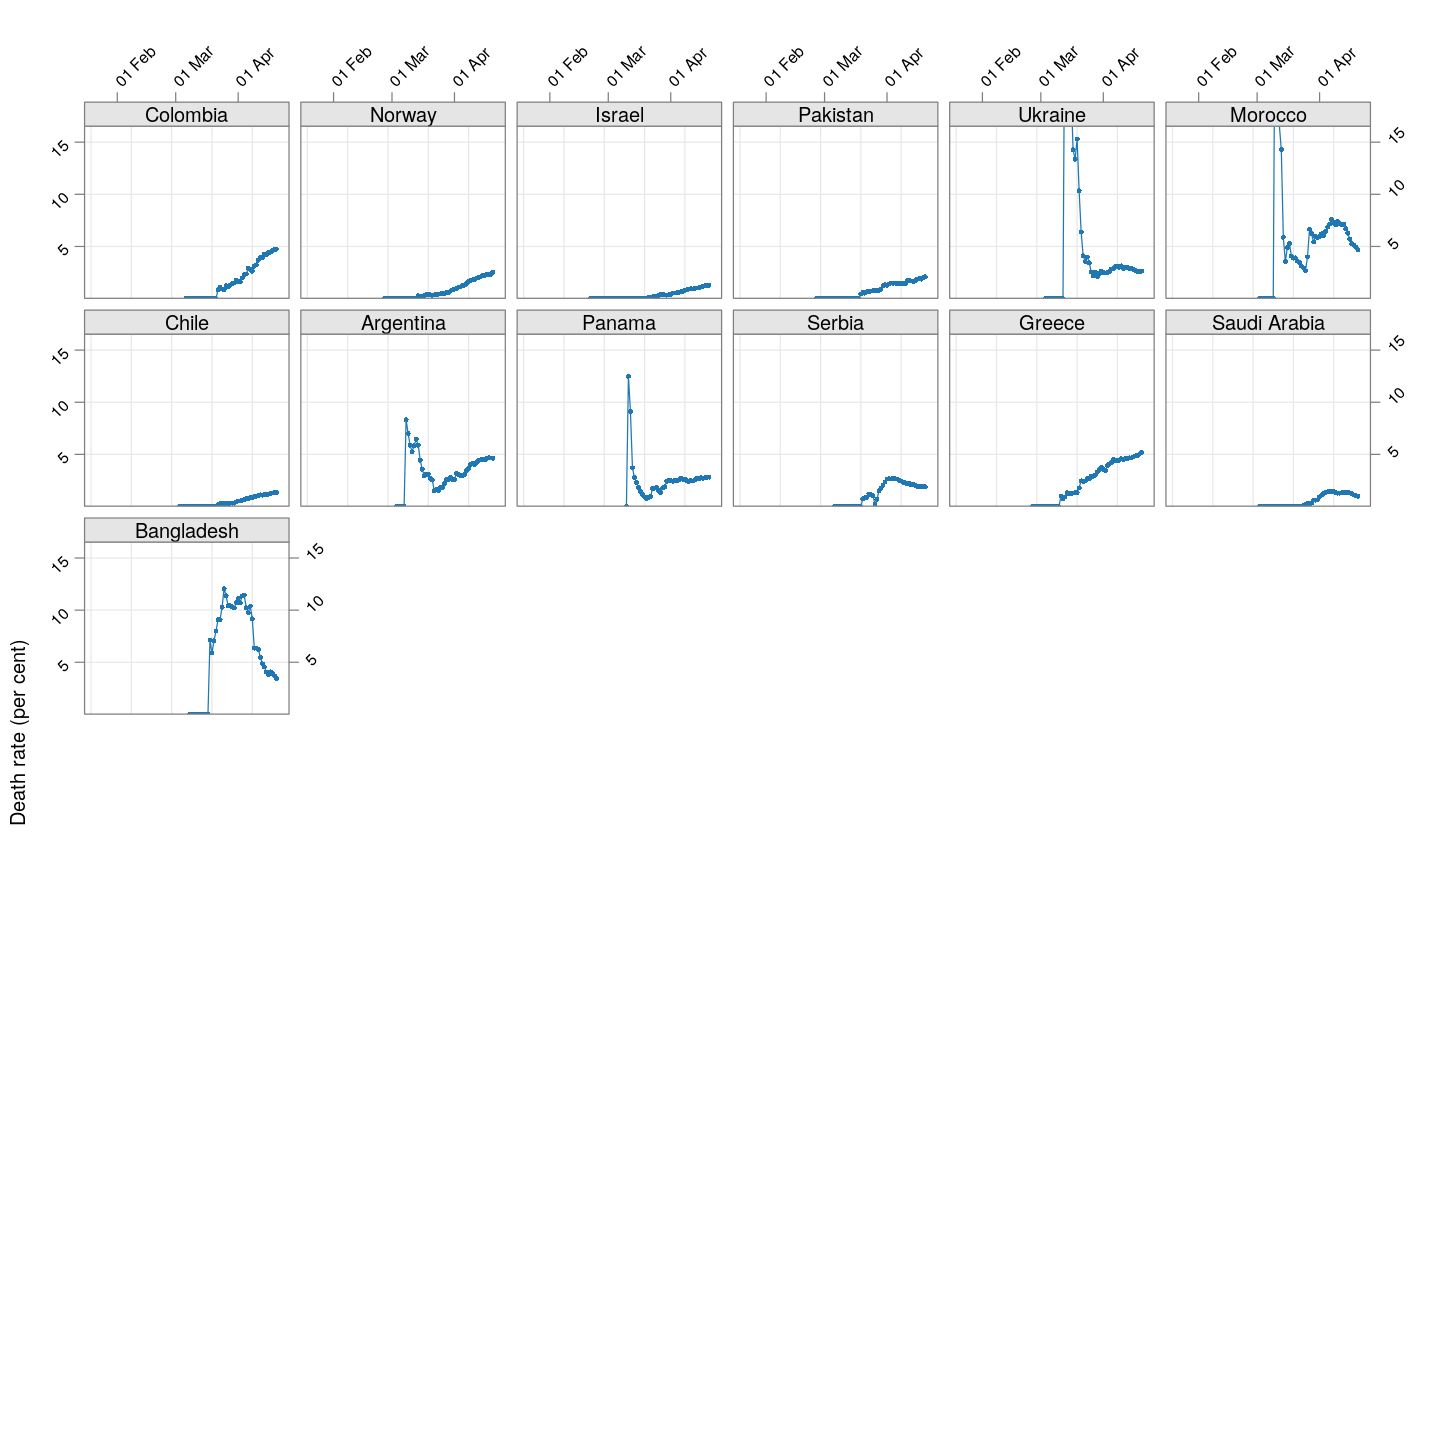 01 Feb 01 Mar 01 Apr 01 Feb 01 Mar 01 Apr 01 Feb 01 Mar 01 Apr 01 Feb 01 Mar 01 Apr 01 Feb 01 Mar 01 Apr 01 Feb 01 Mar 01 Apr
Colombia Norway Israel Pakistan Ukraine Morocco
15 15
10 10
5 5
Chile Argentina Panama Serbia Greece Saudi Arabia
15 15
10 10
5 5
Bangladesh
15 15
10 10
5 5
Death rate (per cent)